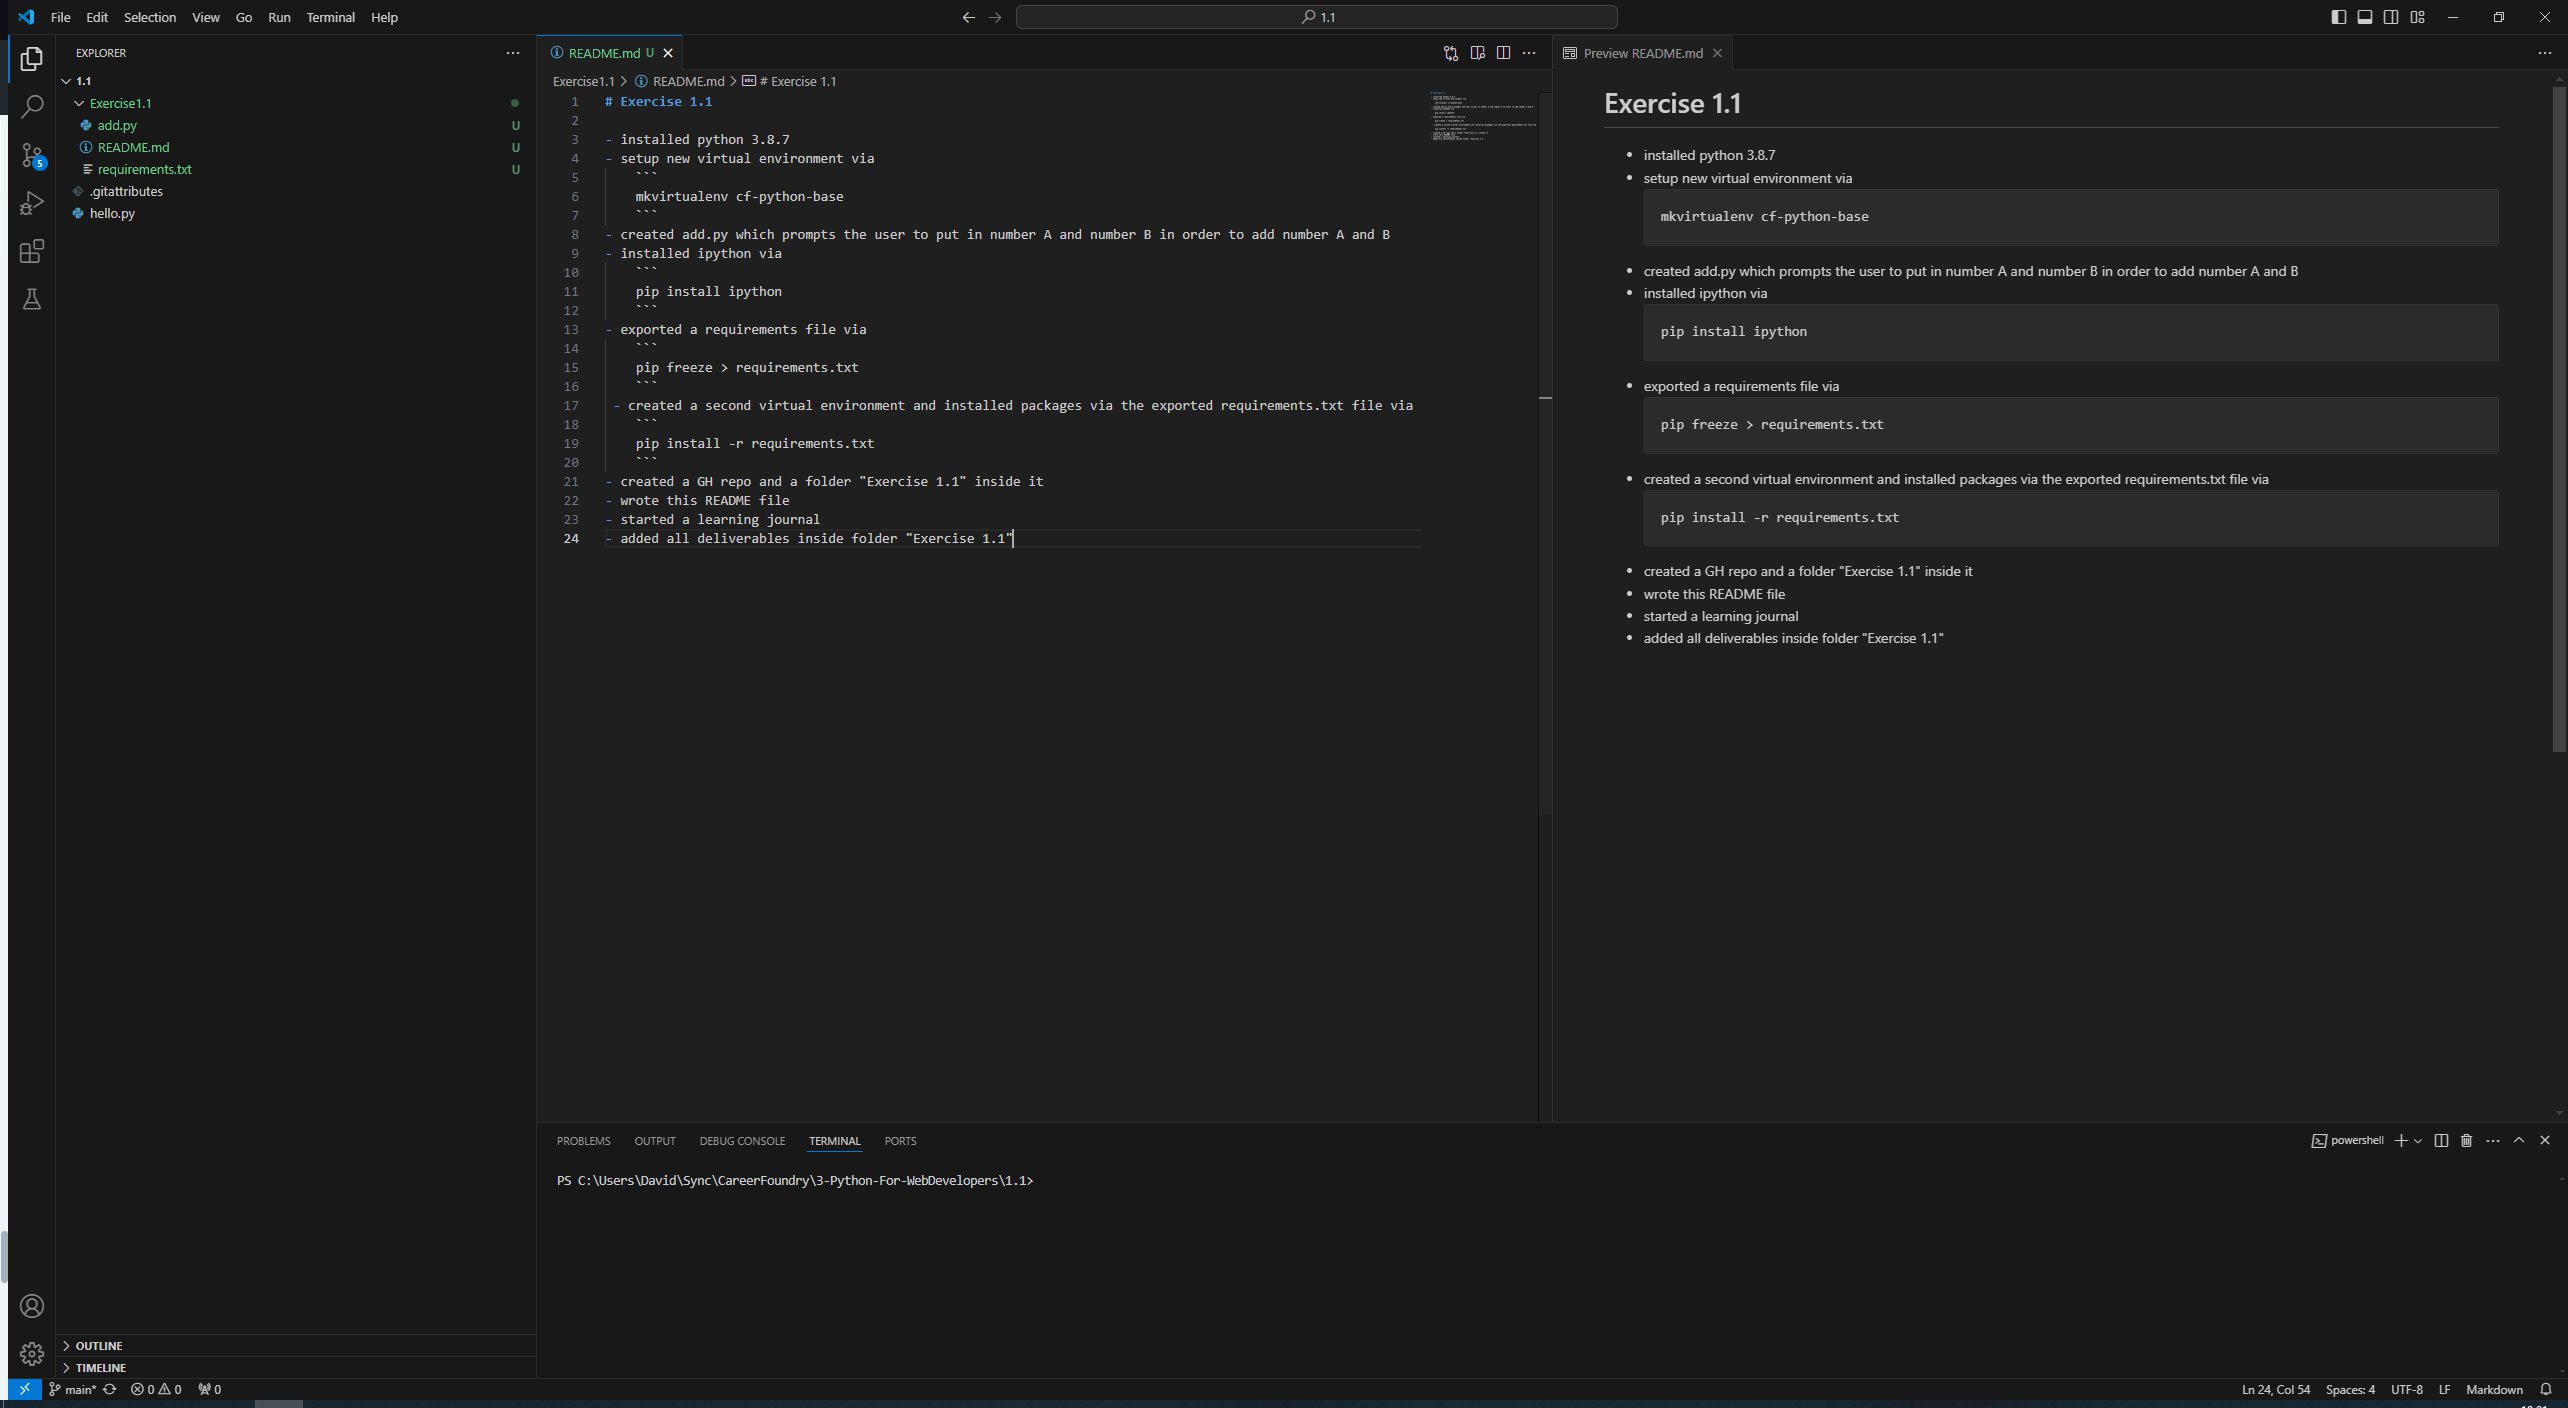 File Edit Selection View Go Run Terminal Help
1.1
EXPLORER
1.1
Exercise1.1
add.py U
README.md U
requirements.txt U
.gitattributes
hello.py
5
OUTLINE
TIMELINE
README.md U
Exercise1.1 > README.md > # Exercise 1.1
1 # Exercise 1.1
2
3 - installed python 3.8.7
4 - setup new virtual environment via
5 ```
6 mkvirtualenv cf-python-base
7 ```
8 - created add.py which prompts the user to put in number A and number B in order to add number A and B
9 - installed ipython via
10 ```
11 pip install ipython
12 ```
13 - exported a requirements file via
14 ```
15 pip freeze > requirements.txt
16 ```
17 - created a second virtual environment and installed packages via the exported requirements.txt file via
18 ```
19 pip install -r requirements.txt
20 ```
21 - created a GH repo and a folder "Exercise 1.1" inside it
22 - wrote this README file
23 - started a learning journal
24 - added all deliverables inside folder "Exercise 1.1"
Preview README.md
Exercise 1.1
• installed python 3.8.7
• setup new virtual environment via
mkvirtualenv cf-python-base
• created add.py which prompts the user to put in number A and number B in order to add number A and B
• installed ipython via
pip install ipython
• exported a requirements file via
pip freeze > requirements.txt
• created a second virtual environment and installed packages via the exported requirements.txt file via
pip install -r requirements.txt
• created a GH repo and a folder "Exercise 1.1" inside it
• wrote this README file
• started a learning journal
• added all deliverables inside folder "Exercise 1.1"
PROBLEMS OUTPUT DEBUG CONSOLE TERMINAL PORTS
powershell
PS C:\Users\David\Sync\CareerFoundry\3-Python-For-WebDevelopers\1.1>
main* 0 0 0
Ln 24, Col 54 Spaces: 4 UTF-8 LF Markdown